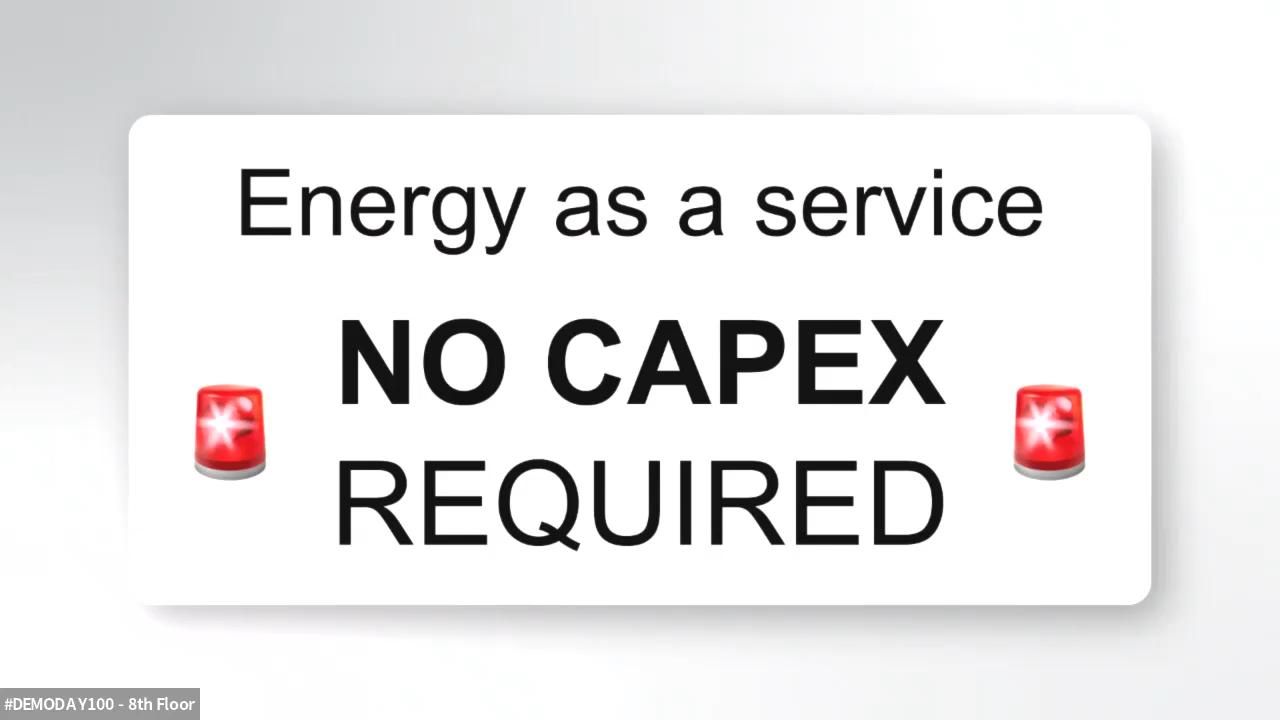 Energy as a service
NO CAPEX
REQUIRED
#DEMODAY100 - 8th Floor